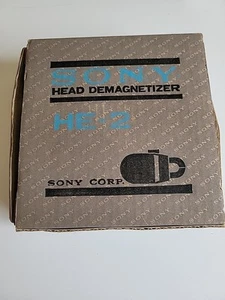 SONY
HEAD DEMAGNETIZER
HE-2
SONY CORP.